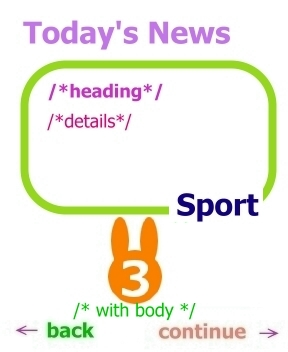 Today's News
/*heading*/
/*details*/
Sport
3
/* with body */
← back continue →